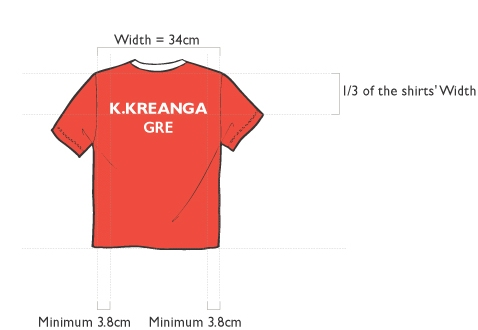 Width = 34cm
1/3 of the shirts' Width
K.KREANGA
GRE
Minimum 3.8cm
Minimum 3.8cm